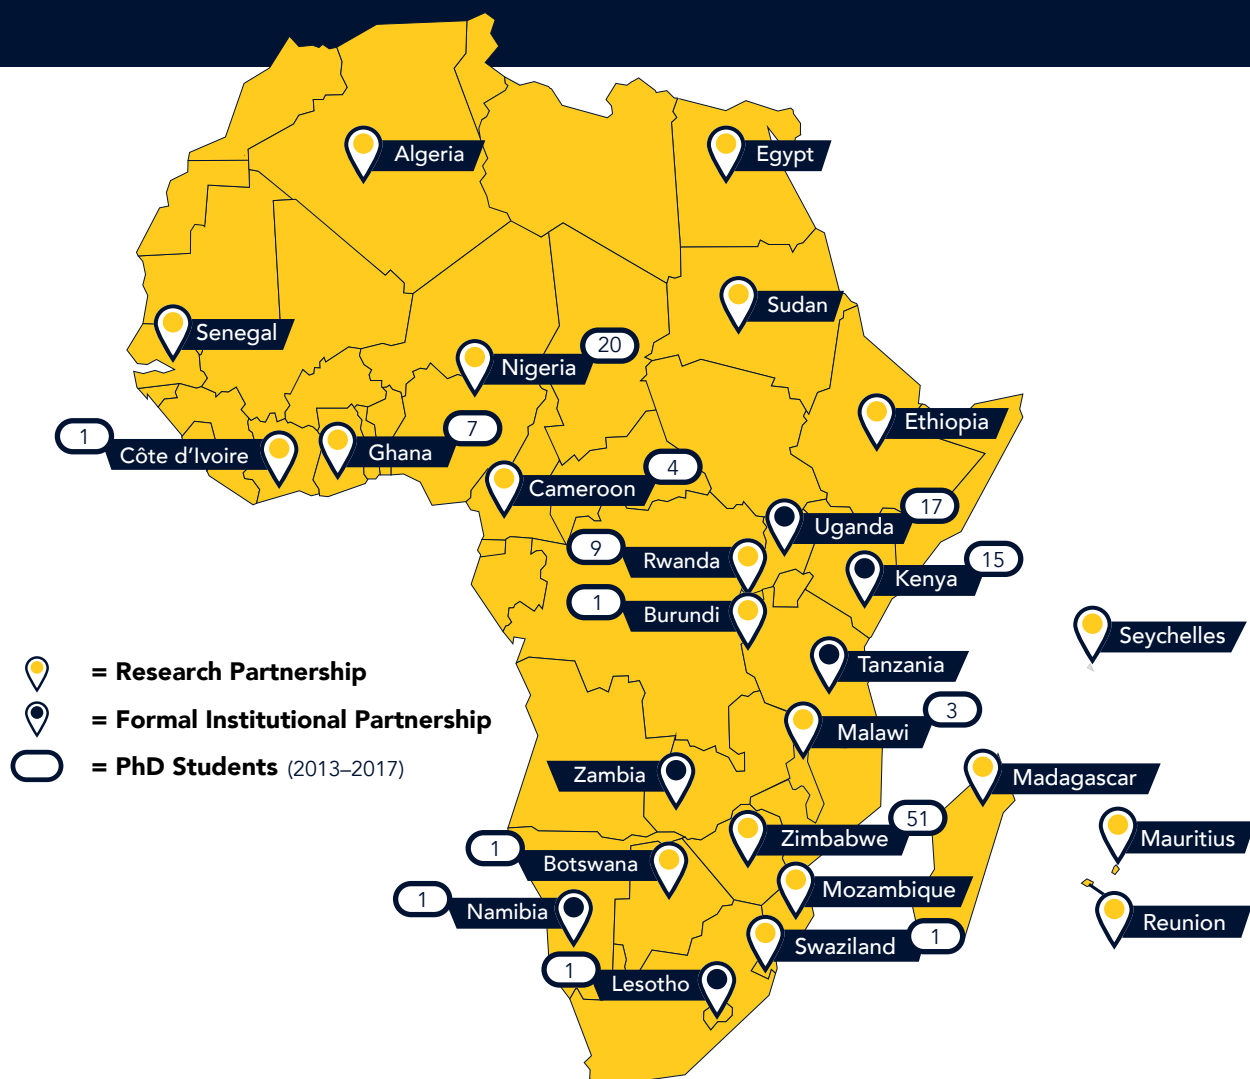 Algeria
Egypt
Sudan
Senegal
Nigeria
20
Ethiopia
1
Côte d'Ivoire
Ghana
7
Cameroon
4
Uganda
17
9
Rwanda
Kenya
15
1
Burundi
Seychelles
Tanzania
= Research Partnership
= Formal Institutional Partnership
= PhD Students (2013–2017)
Malawi
3
Zambia
Madagascar
Zimbabwe
51
Mauritius
1
Botswana
Mozambique
1
Namibia
Reunion
Swaziland
1
1
Lesotho